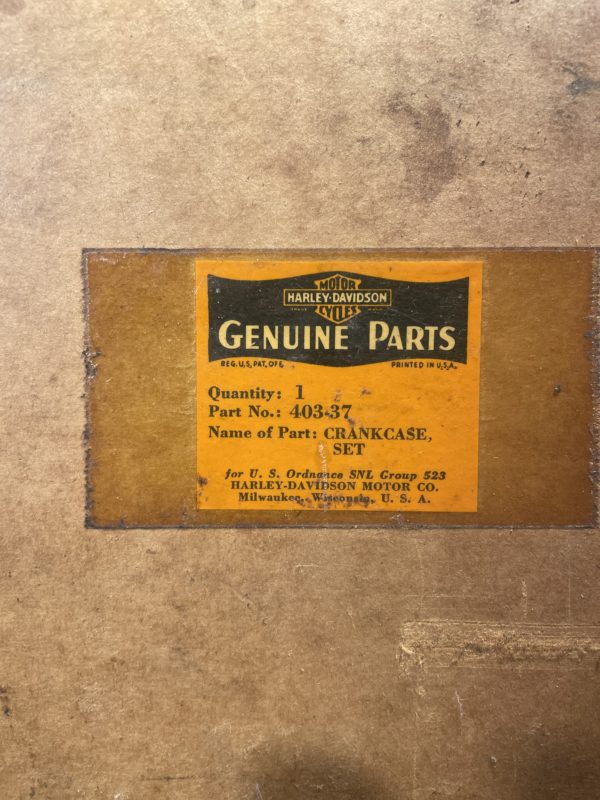 MOTOR
HARLEY-DAVIDSON
CYCLES
GENUINE PARTS
REG. U.S. PAT. OFF. PRINTED IN U.S.A.
Quantity: 1
Part No.: 403-37
Name of Part: CRANKCASE,
SET
for U. S. Ordnance SNL Group 523
HARLEY-DAVIDSON MOTOR CO.
Milwaukee, Wisconsin, U. S. A.